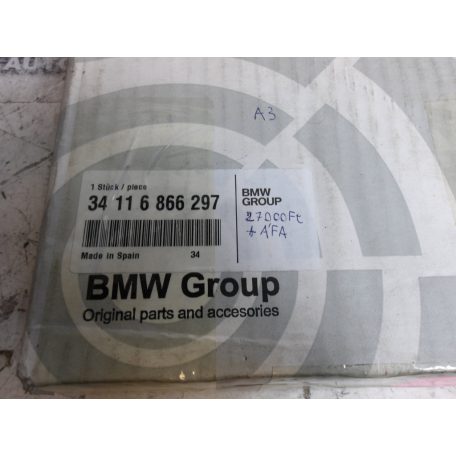 A3
1 Stück / piece
34 11 6 866 297
BMW
GROUP
27000Ft
+ ÁFA
Made in Spain 34
BMW Group
Original parts and accesories